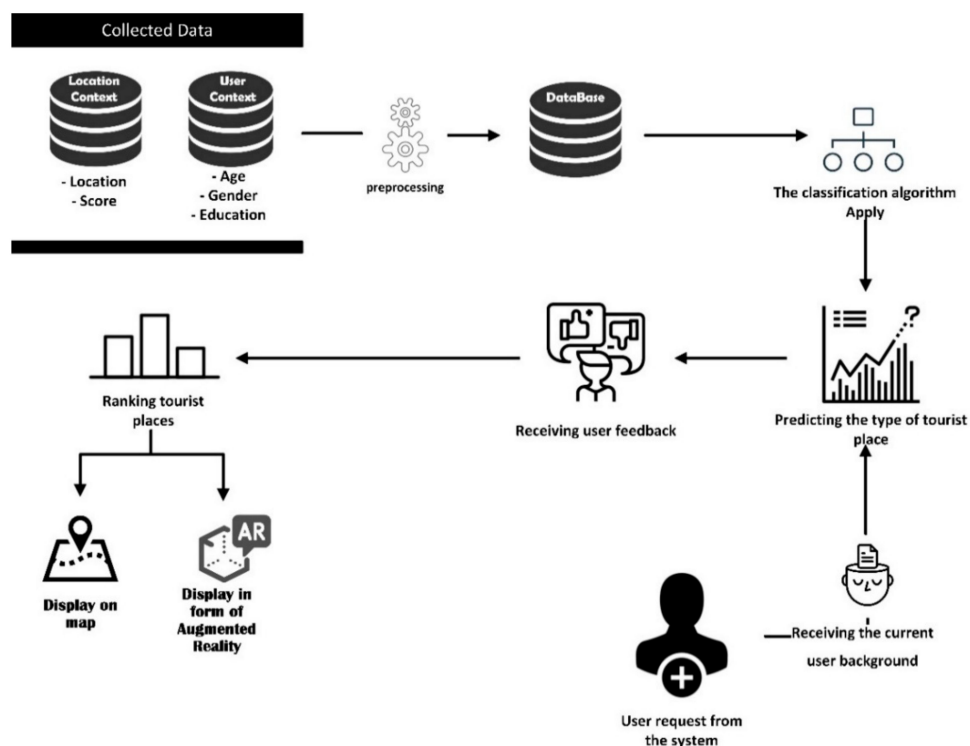 Collected Data
Location
Context
User
Context
- Location
- Score
- Age
- Gender
- Education
preprocessing
DataBase
The classification algorithm
Apply
Ranking tourist
places
Receiving user feedback
?
Predicting the type of tourist
place
Display on
map
AR
Display in
form of
Augmented
Reality
Receiving the current
user background
User request from
the system